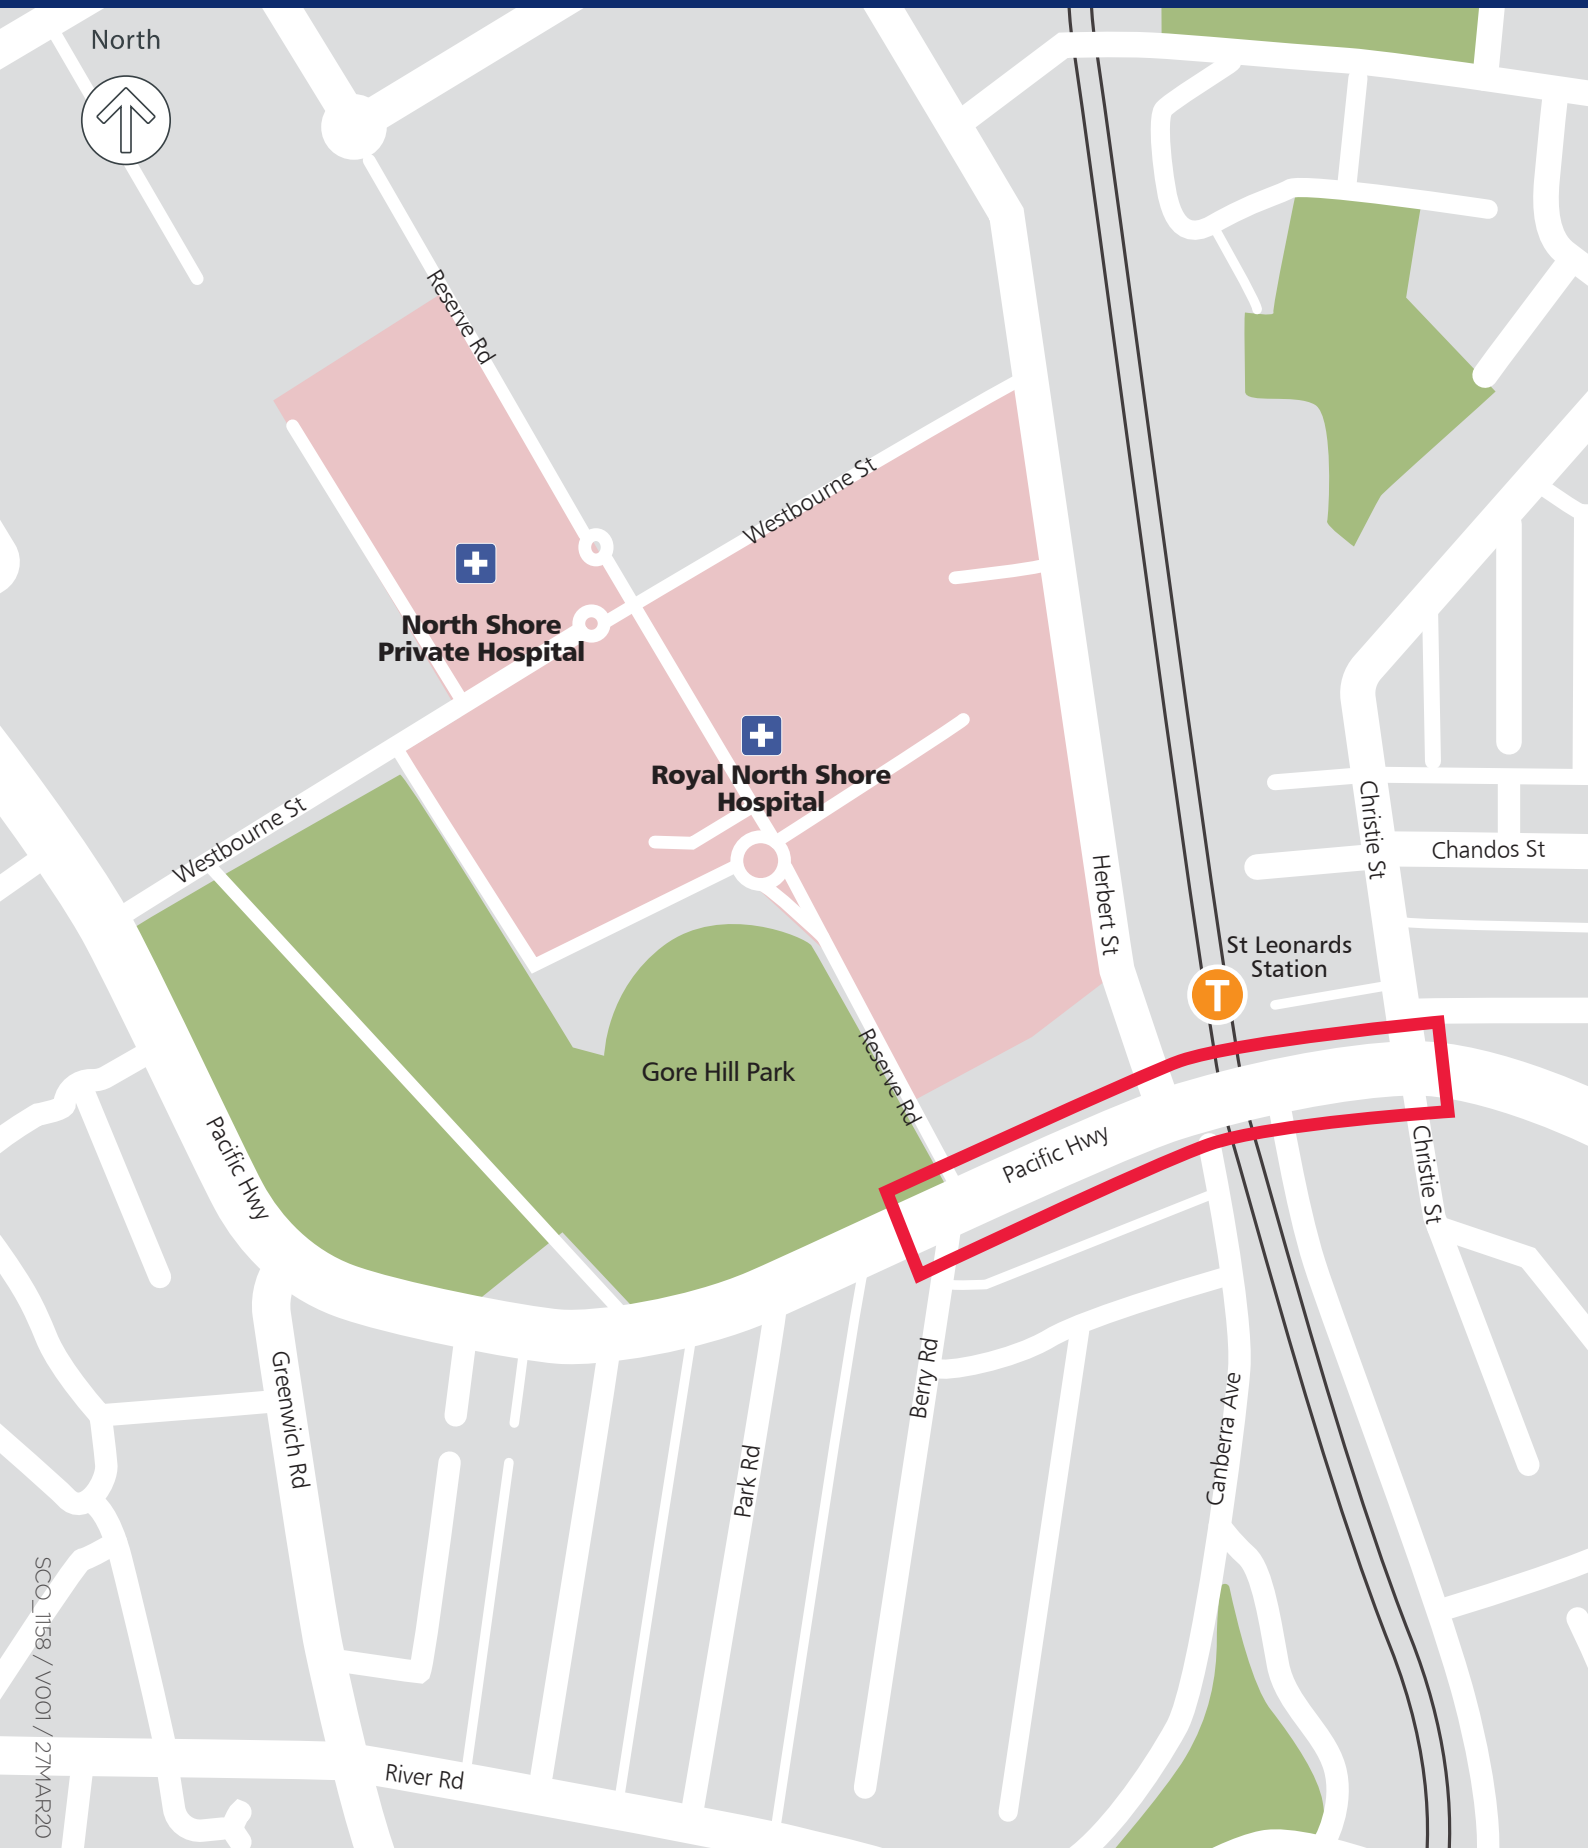 North
Reserve Rd
Westbourne St
North Shore
Private Hospital
Royal North Shore
Hospital
Westbourne St
Christie St
Chandos St
Herbert St
St Leonards
Station
T
Gore Hill Park
Reserve Rd
Pacific Hwy
Pacific Hwy
Christie St
Greenwich Rd
Berry Rd
Canberra Ave
Park Rd
River Rd
SCO_1158 / V001 / 27MAR20